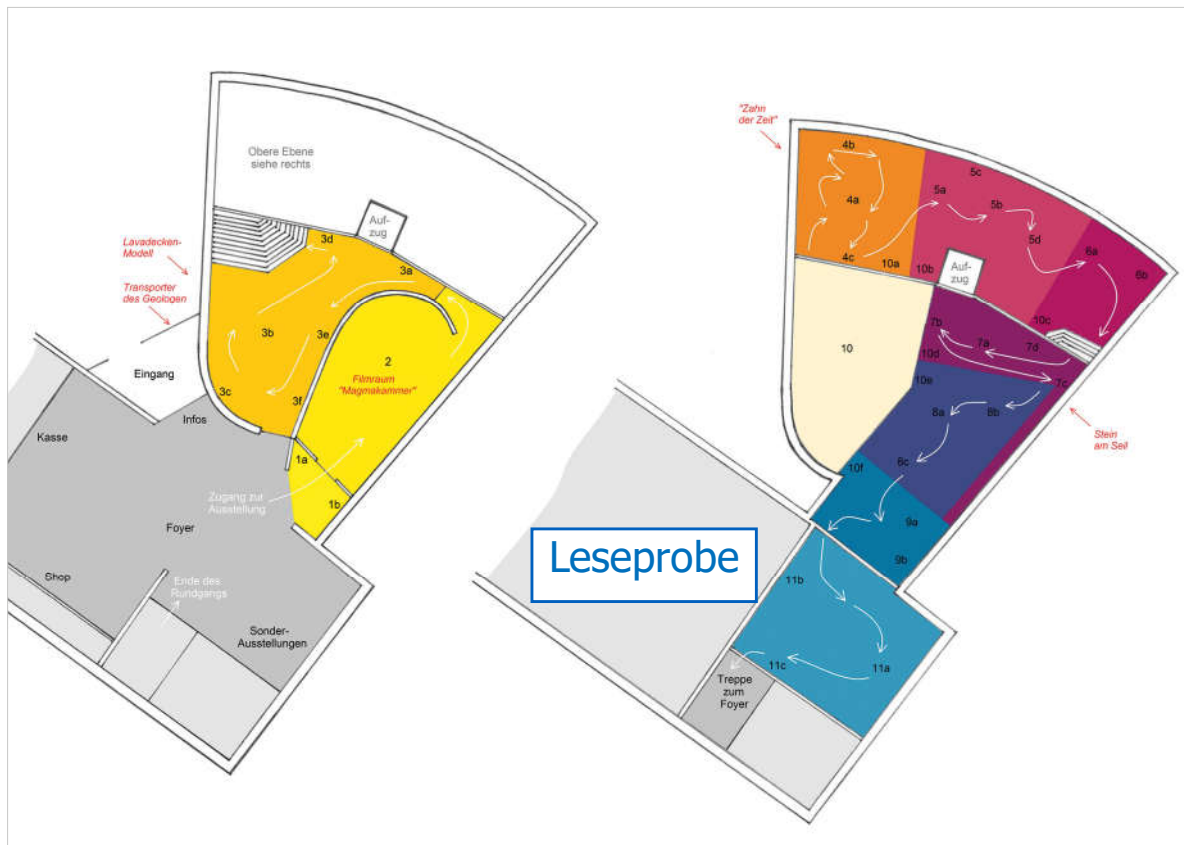 Obere Ebene
siehe rechts
Auf-
zug
3d
3a
Lavadecken-
Modell
Transporter
des Geologen
3b
3e
2
Filmraum
"Magmakammer"
Eingang
3c
3f
Infos
Kasse
1a
1b
Zugang zur
Ausstellung
Foyer
Shop
Ende des
Rundgangs
Sonder-
Ausstellungen
"Zahn
der Zeit"
4b
4a
4c
10a
5c
5a
5b
5d
6a
6b
10b
Auf-
zug
10c
7b
7a
7d
10d
7c
10
10e
8a
8b
Stein
am Seil
6c
10f
9a
9b
Leseprobe
11b
11a
11c
Treppe
zum
Foyer